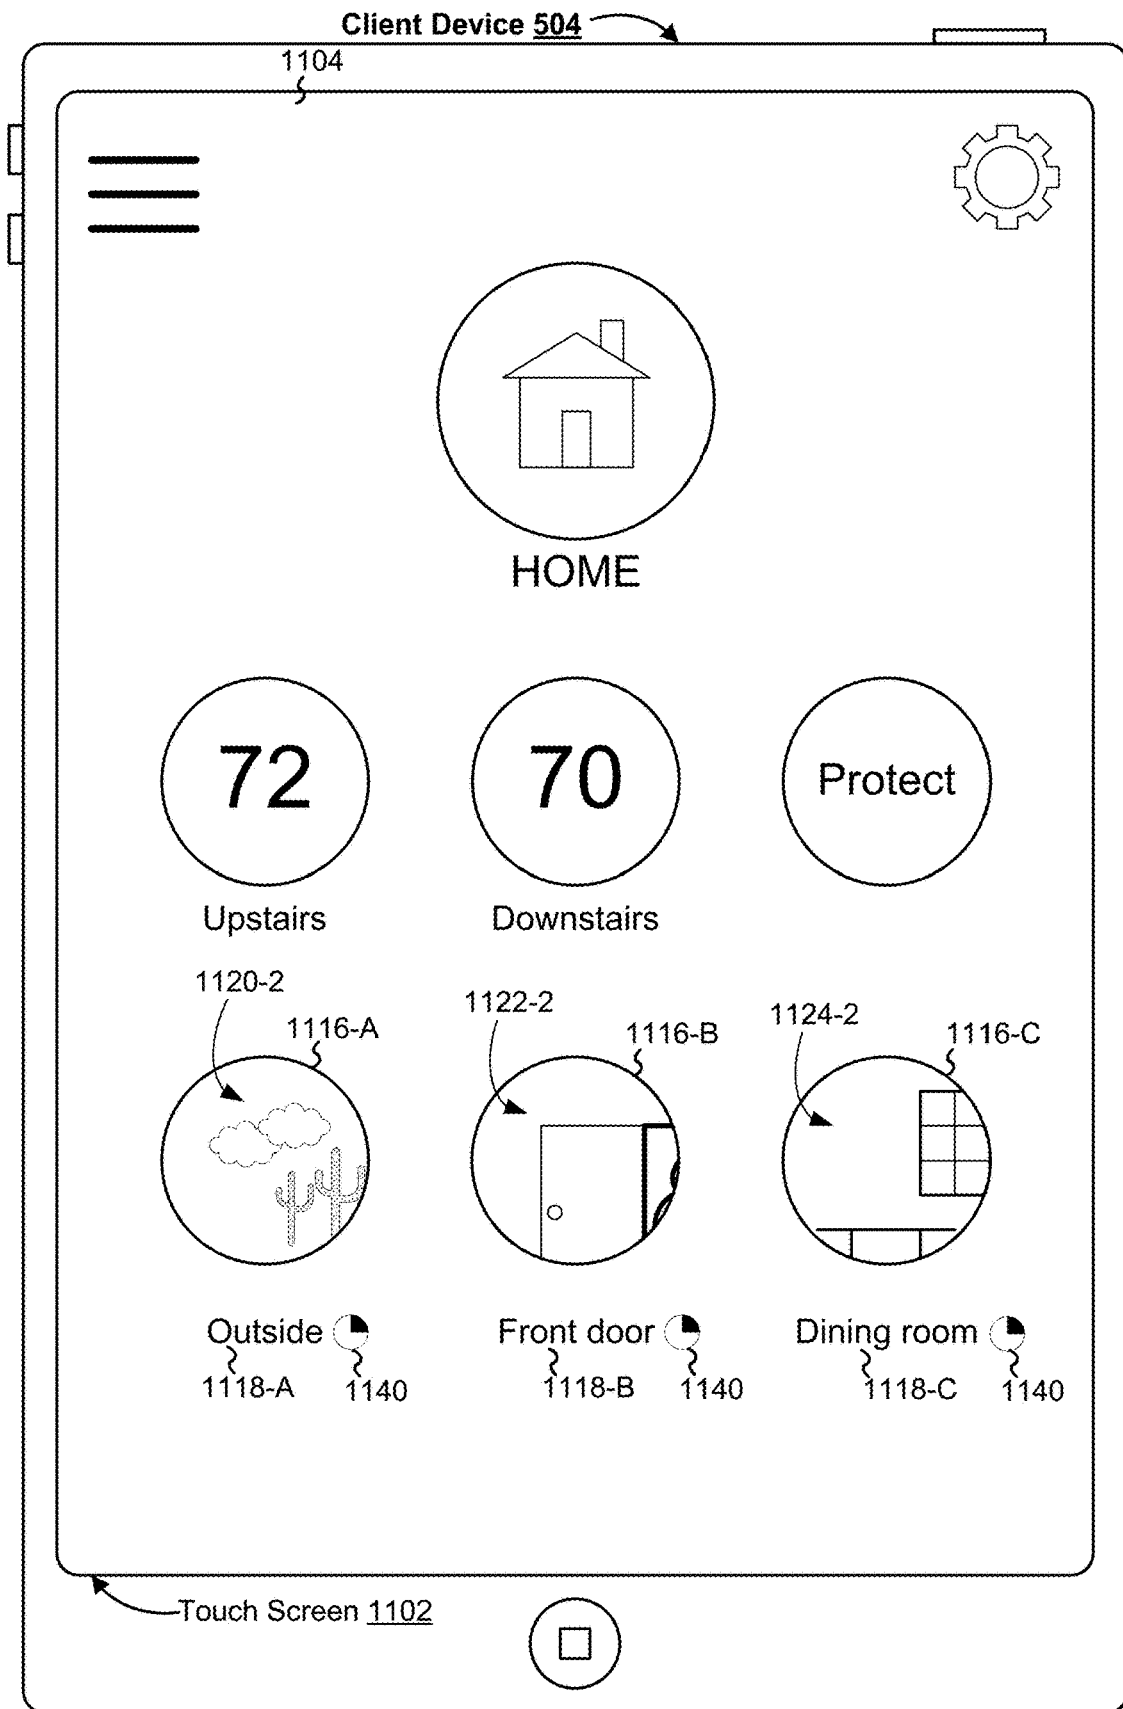 Client Device 504
1104
HOME
72
70
Protect
Upstairs
Downstairs
1120-2
1122-2
1124-2
1116-A
1116-B
1116-C
Outside
Front door
Dining room
1118-A
1140
1118-B
1140
1118-C
1140
Touch Screen 1102